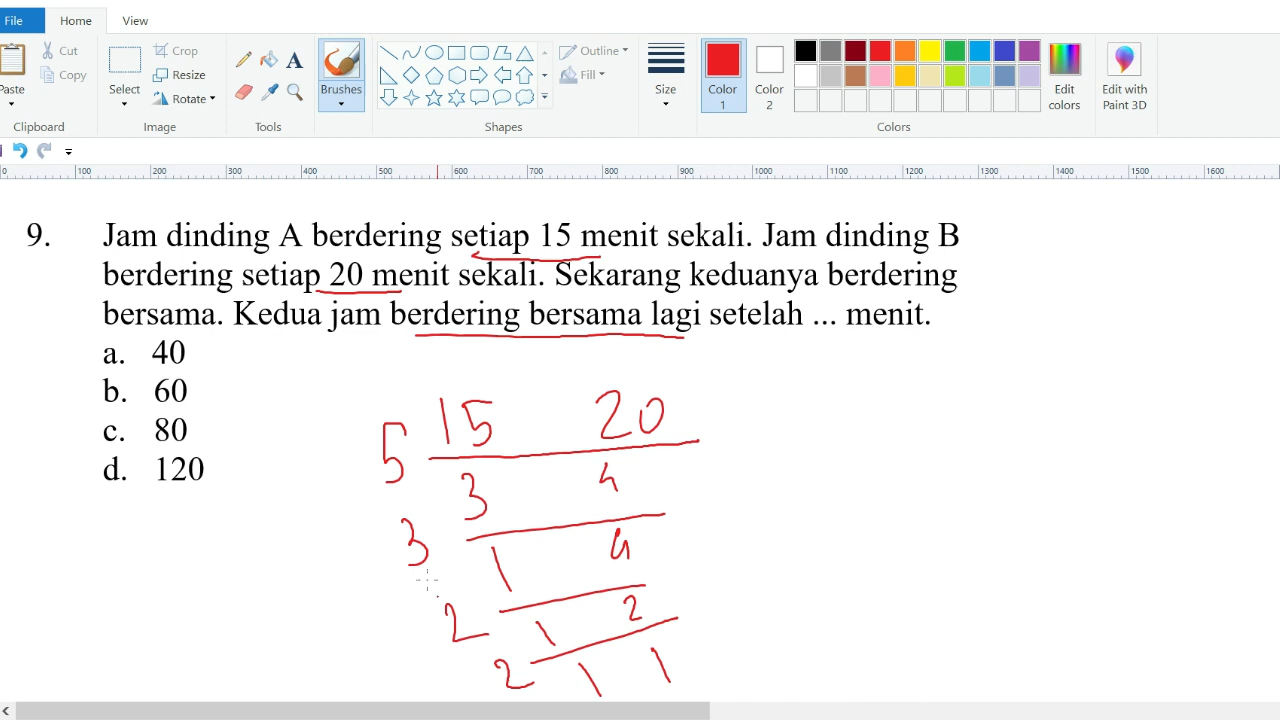 File Home View
Cut
Copy
Paste
Clipboard
Crop
Resize
Rotate
Select
Image
A
Tools
Brushes
Outline
Fill
Shapes
Size
Color 1
Color 2
Edit colors
Edit with Paint 3D
Colors
0 100 200 300 400 500 600 700 800 900 1000 1100 1200 1300 1400 1500 1600
9. Jam dinding A berdering setiap 15 menit sekali. Jam dinding B
berdering setiap 20 menit sekali. Sekarang keduanya berdering
bersama. Kedua jam berdering bersama lagi setelah ... menit.
a. 40
b. 60
c. 80
d. 120
5 15 20
3 4
3 1 4
2 1 2
2 1 1